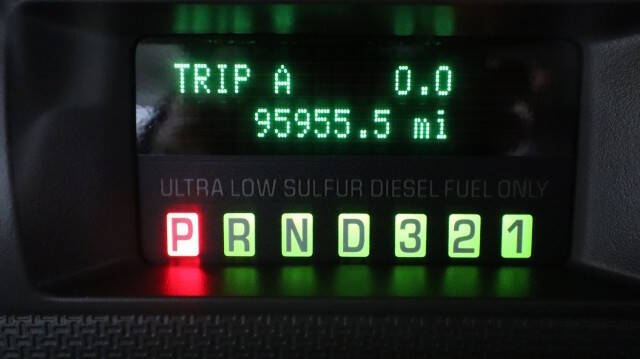 TRIP A 0.0
95955.5 mi
ULTRA LOW SULFUR DIESEL FUEL ONLY
P R N D 3 2 1